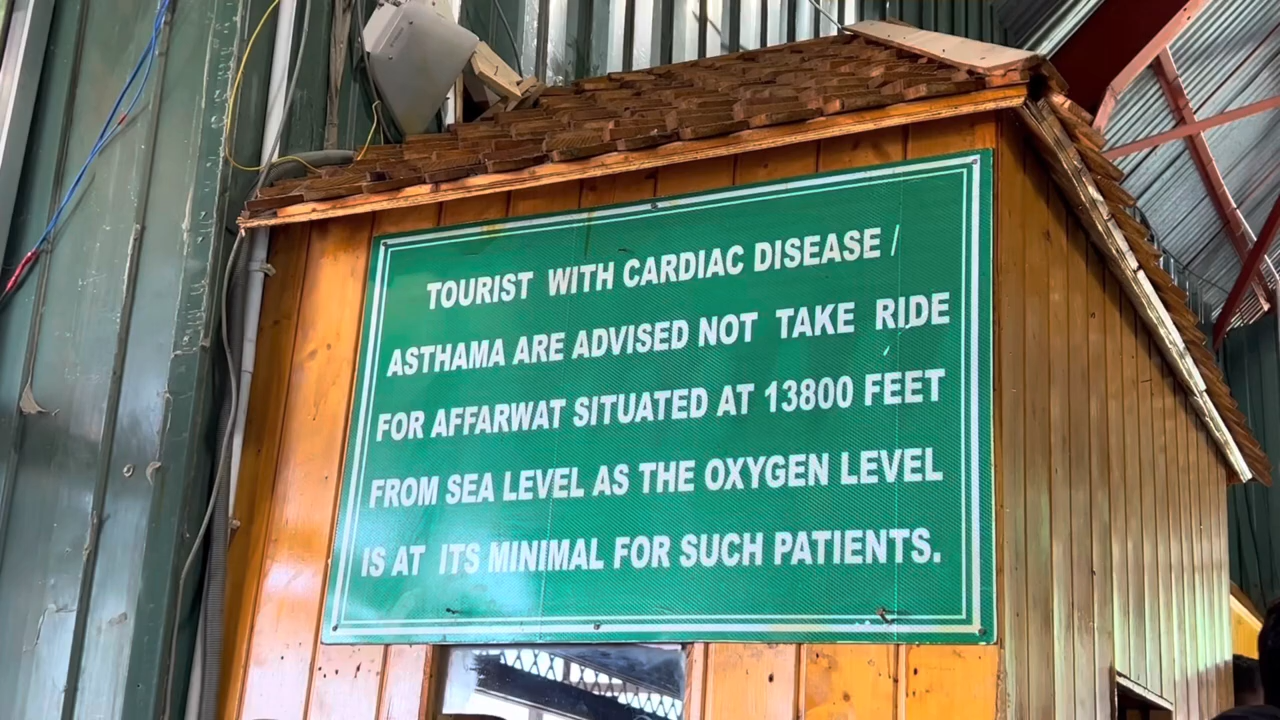 TOURIST WITH CARDIAC DISEASE /
ASTHAMA ARE ADVISED NOT TAKE RIDE
FOR AFFARWAT SITUATED AT 13800 FEET
FROM SEA LEVEL AS THE OXYGEN LEVEL
IS AT ITS MINIMAL FOR SUCH PATIENTS.